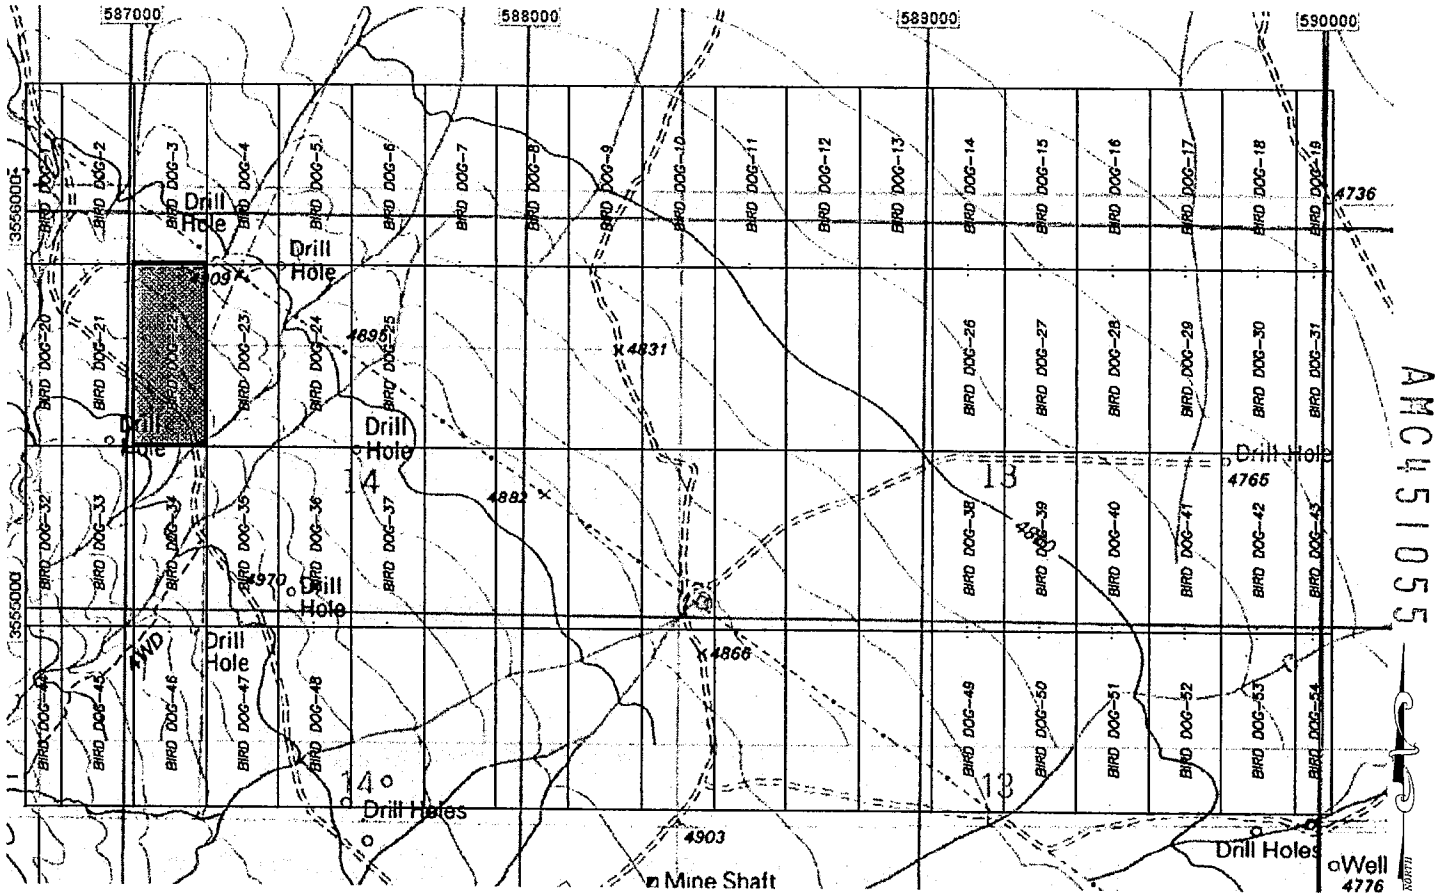 587000
588000
589000
590000
BIRD DOG-1
BIRD DOG-2
BIRD DOG-3
BIRD DOG-4
BIRD DOG-5
BIRD DOG-6
BIRD DOG-7
BIRD DOG-8
BIRD DOG-9
BIRD DOG-10
BIRD DOG-11
BIRD DOG-12
BIRD DOG-13
BIRD DOG-14
BIRD DOG-15
BIRD DOG-16
BIRD DOG-17
BIRD DOG-18
BIRD DOG-19
3556000
4736
Drill
Hole
Drill
Hole
4909
BIRD DOG-20
BIRD DOG-21
BIRD DOG-22
BIRD DOG-23
BIRD DOG-24
4895
BIRD DOG-25
4831
BIRD DOG-26
BIRD DOG-27
BIRD DOG-28
BIRD DOG-29
BIRD DOG-30
BIRD DOG-31
Drill
Hole
Drill
Hole
14
4882
13
Drill Hole
4765
BIRD DOG-32
BIRD DOG-33
BIRD DOG-34
BIRD DOG-35
BIRD DOG-36
BIRD DOG-37
BIRD DOG-38
BIRD DOG-39
BIRD DOG-40
BIRD DOG-41
BIRD DOG-42
BIRD DOG-43
4970
Drill
Hole
3555000
4WD
Drill
Hole
4866
BIRD DOG-44
BIRD DOG-45
BIRD DOG-46
BIRD DOG-47
BIRD DOG-48
BIRD DOG-49
BIRD DOG-50
BIRD DOG-51
BIRD DOG-52
BIRD DOG-53
BIRD DOG-54
14
13
Drill Holes
4903
Drill Holes
Mine Shaft
Well
4776
AMC451055
NORTH